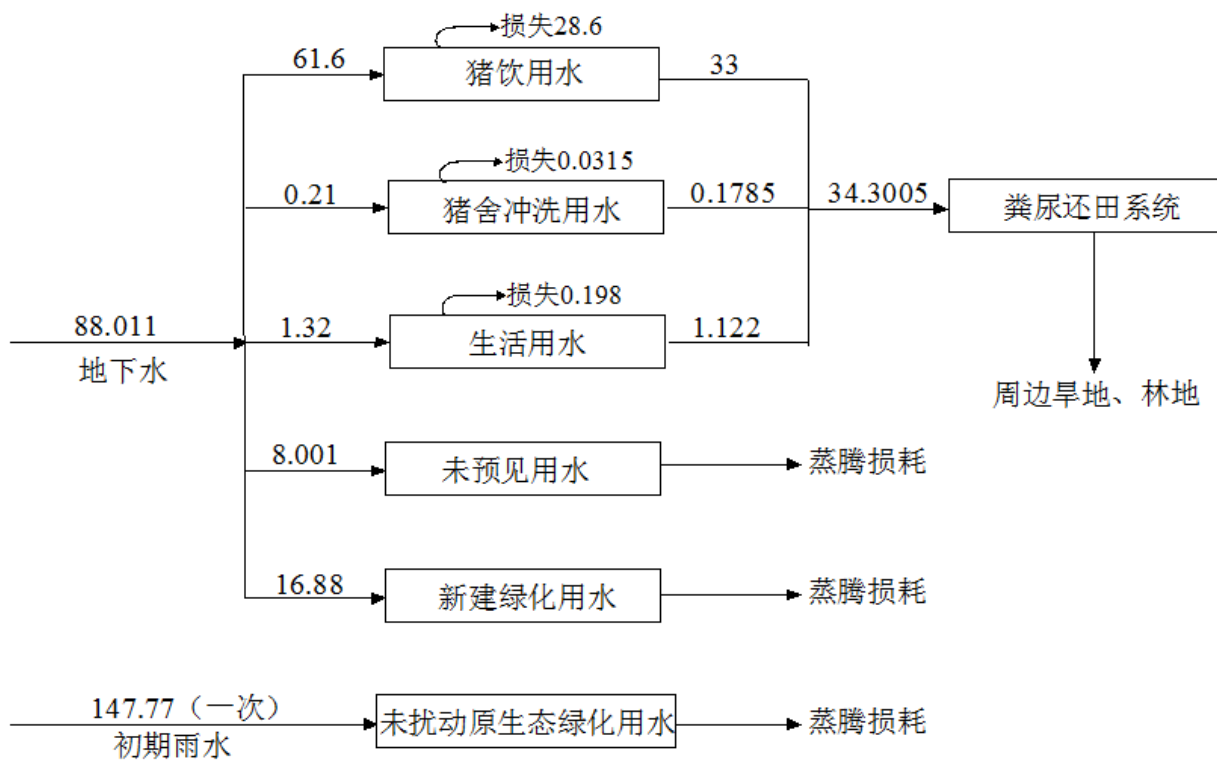 损失28.6
61.6
猪饮用水
33
损失0.0315
0.21
猪舍冲洗用水
0.1785
34.3005
粪尿还田系统
损失0.198
88.011
地下水
1.32
生活用水
1.122
周边旱地、林地
8.001
未预见用水
蒸腾损耗
16.88
新建绿化用水
蒸腾损耗
147.77（一次）
初期雨水
未扰动原生态绿化用水
蒸腾损耗